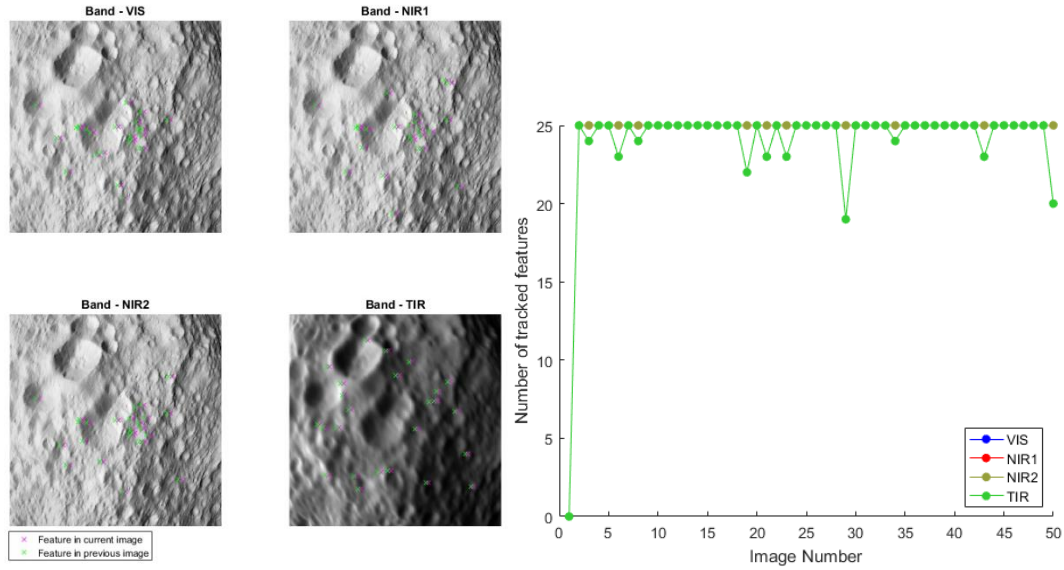 Band - VIS
Band - NIR1
Band - NIR2
Band - TIR
Feature in current image
Feature in previous image
Number of tracked features
25
20
15
10
5
0
0 5 10 15 20 25 30 35 40 45 50
Image Number
VIS
NIR1
NIR2
TIR